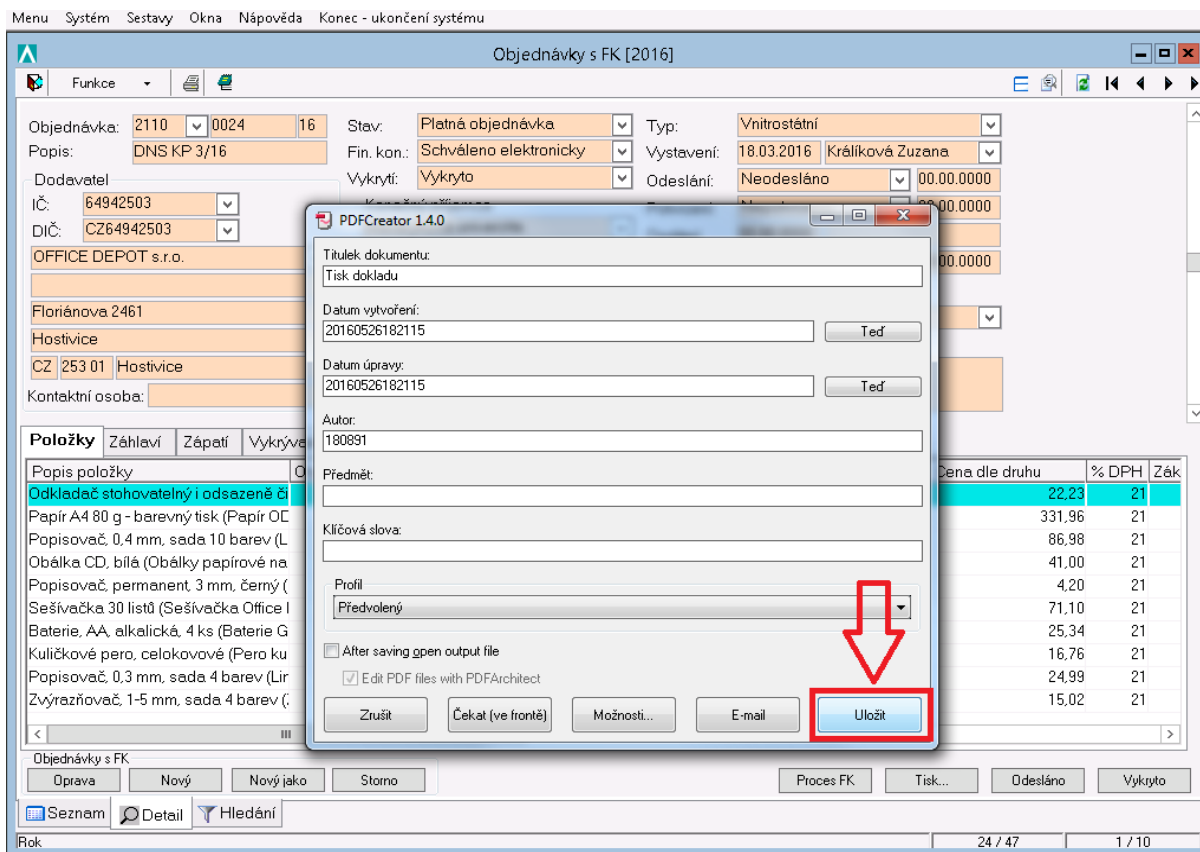 Menu Systém Sestavy Okna Nápověda Konec - ukončení systému
Objednávky s FK [2016]
Funkce
Objednávka: 2110 0024 16 Stav: Platná objednávka Typ: Vnitrostátní
Popis: DNS KP 3/16 Fin. kon.: Schváleno elektronicky Vystavení: 18.03.2016 Králíková Zuzana
Dodavatel Vykrytí: Vykryto Odeslání: Neodesláno 00.00.0000
IČ: 64942503
DIČ: CZ64942503
OFFICE DEPOT s.r.o.
Floriánova 2461
Hostivice
CZ 253 01 Hostivice
Kontaktní osoba:
PDFCreator 1.4.0
Titulek dokumentu:
Tisk dokladu
Datum vytvoření:
20160526182115 Teď
Datum úpravy:
20160526182115 Teď
Autor:
180891
Předmět:
Klíčová slova:
Profil
Předvolený
After saving open output file
Edit PDF files with PDFArchitect
Zrušit Čekat (ve frontě) Možnosti... E-mail Uložit
Položky Záhlaví Zápatí Vykrýva
Popis položky Cena dle druhu % DPH Zák
Odkladač stohovatelný i odsazeně či 22,23 21
Papír A4 80 g - barevný tisk (Papír OD 331,96 21
Popisovač, 0,4 mm, sada 10 barev (L 86,98 21
Obálka CD, bílá (Obálky papírové na 41,00 21
Popisovač, permanent, 3 mm, černý ( 4,20 21
Sešívačka 30 listů (Sešívačka Office 71,10 21
Baterie, AA, alkalická, 4 ks (Baterie G 25,34 21
Kuličkové pero, celokovové (Pero ku 16,76 21
Popisovač, 0,3 mm, sada 4 barev (Lir 24,99 21
Zvýrazňovač, 1-5 mm, sada 4 barev ( 15,02 21
Objednávky s FK
Oprava Nový Nový jako Storno Proces FK Tisk... Odesláno Vykryto
Seznam Detail Hledání
Rok 24 / 47 1 / 10